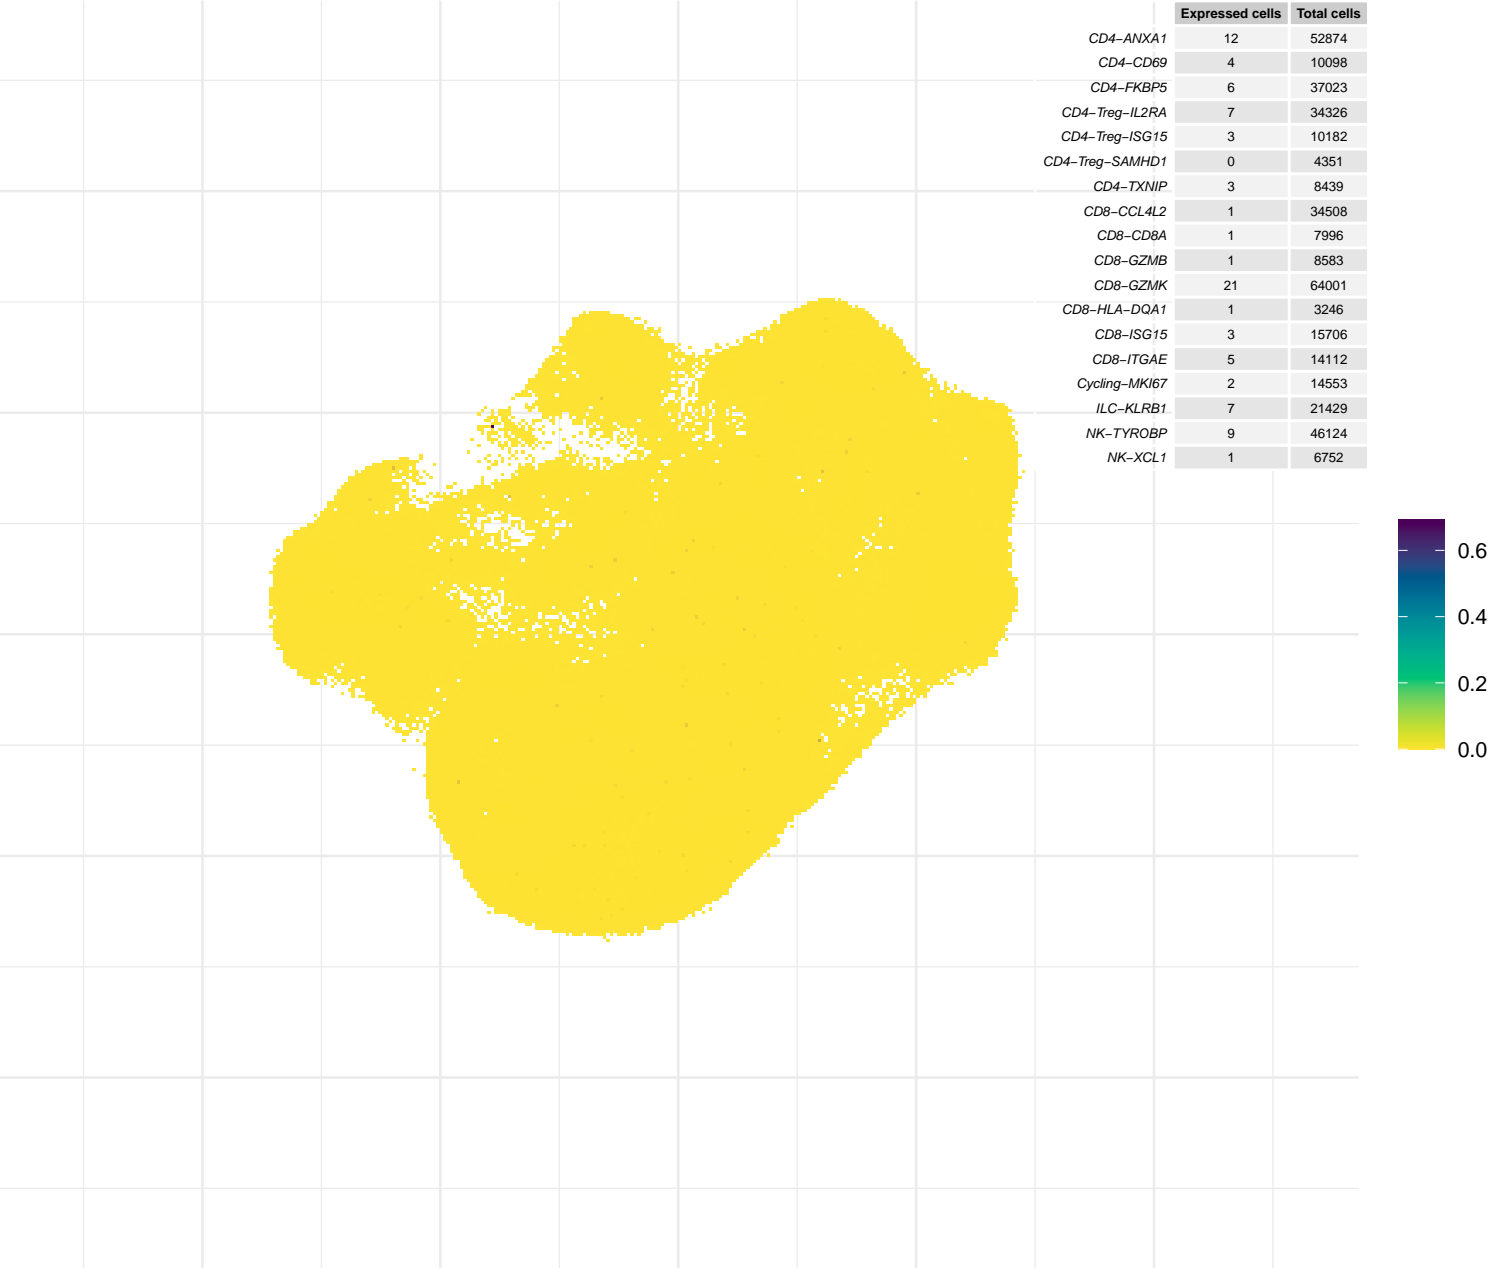 Expressed cells Total cells
CD4−ANXA1 12 52874
CD4−CD69 4 10098
CD4−FKBP5 6 37023
CD4−Treg−IL2RA 7 34326
CD4−Treg−ISG15 3 10182
CD4−Treg−SAMHD1 0 4351
CD4−TXNIP 3 8439
CD8−CCL4L2 1 34508
CD8−CD8A 1 7996
CD8−GZMB 1 8583
CD8−GZMK 21 64001
CD8−HLA−DQA1 1 3246
CD8−ISG15 3 15706
CD8−ITGAE 5 14112
Cycling−MKI67 2 14553
ILC−KLRB1 7 21429
NK−TYROBP 9 46124
NK−XCL1 1 6752
0.6
0.4
0.2
0.0